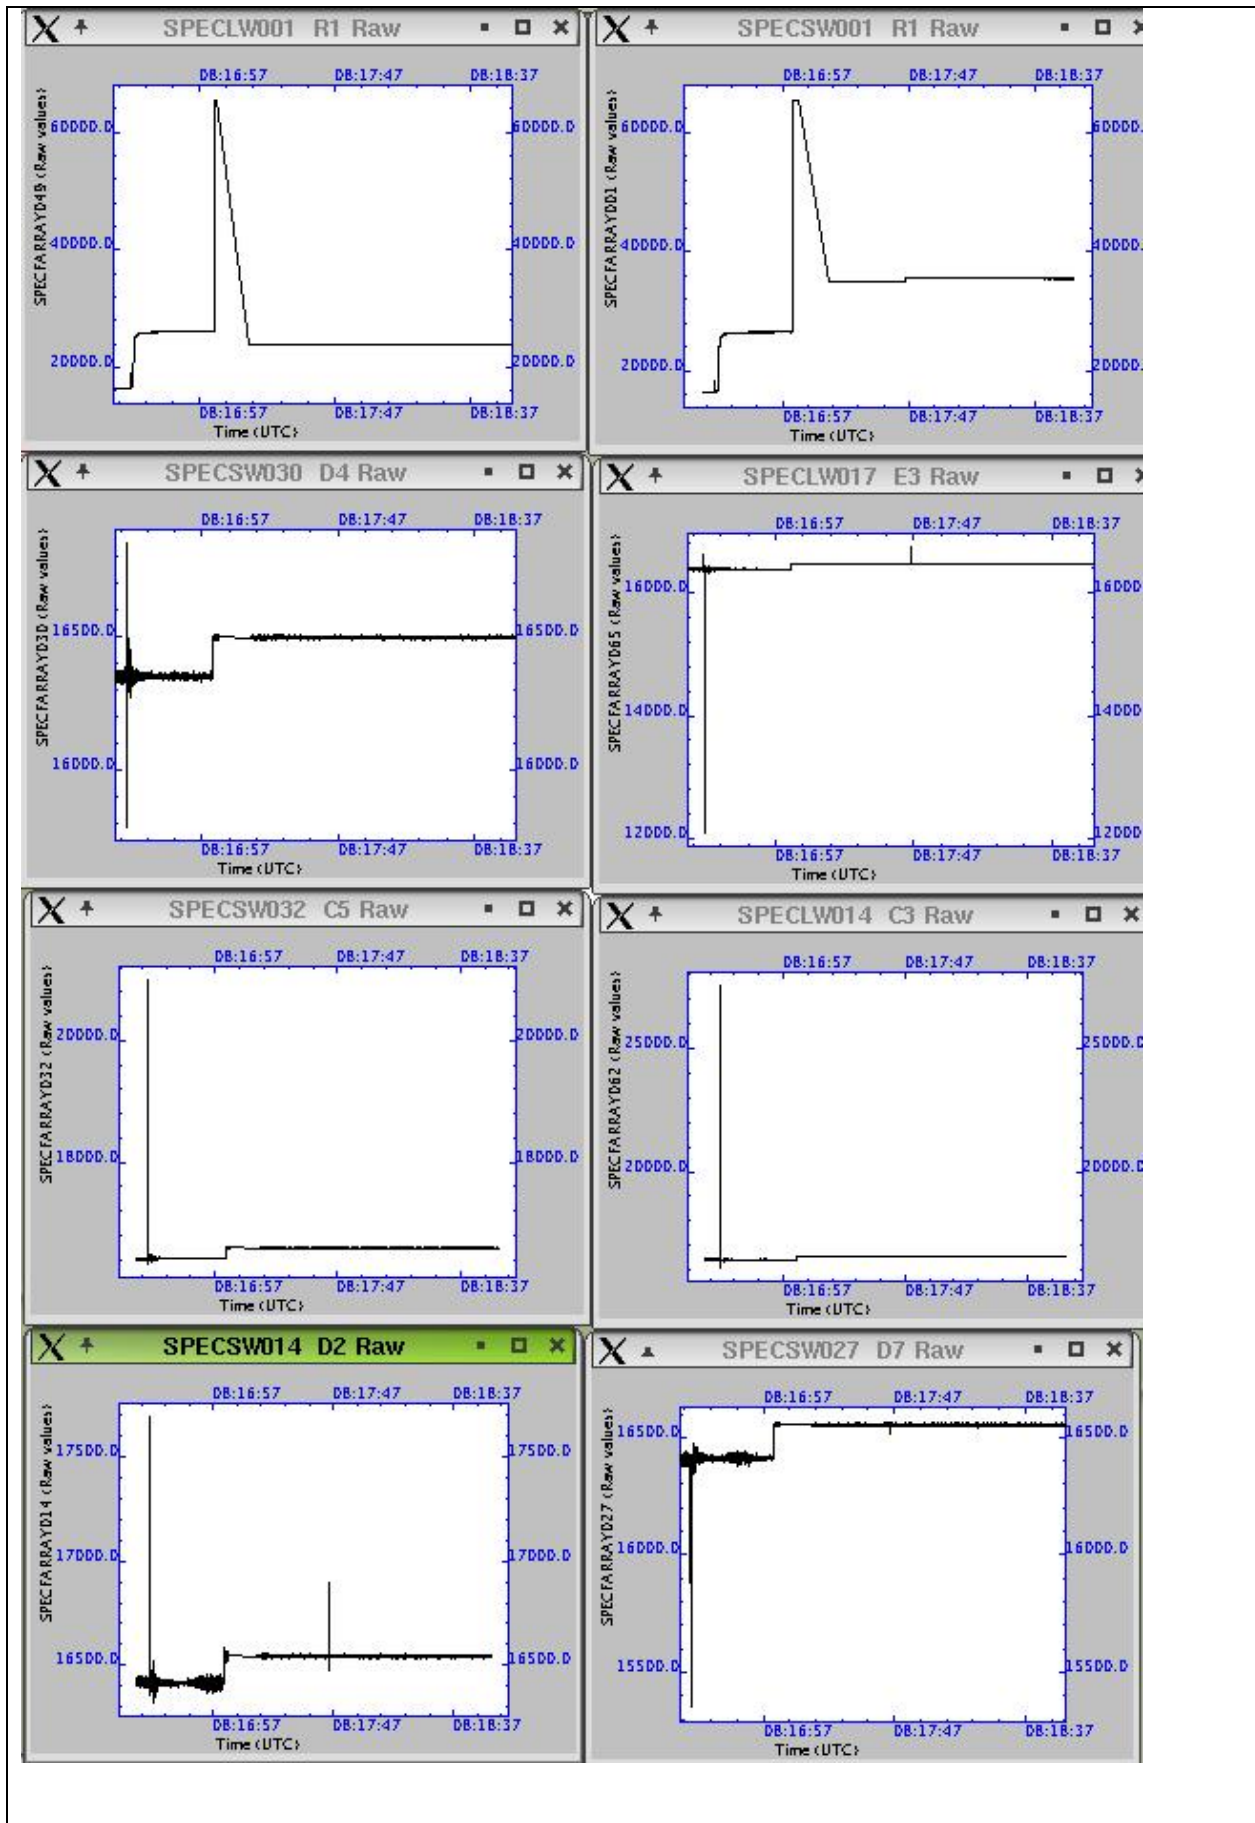 SPECLW001 R1 Raw
08:16:57 08:17:47 08:18:37
SPECFARRAY049 (Raw values)
60000.0 60000.0
40000.0 40000.0
20000.0 20000.0
08:16:57 08:17:47 08:18:37
Time (UTC)
SPECSW001 R1 Raw
08:16:57 08:17:47 08:18:37
SPECFARRAY001 (Raw values)
60000.0 60000.
40000.0 40000.
20000.0 20000.
08:16:57 08:17:47 08:18:37
Time (UTC)
SPECSW030 D4 Raw
08:16:57 08:17:47 08:18:37
SPECFARRAY030 (Raw values)
16500.0 16500.0
16000.0 16000.0
08:16:57 08:17:47 08:18:37
Time (UTC)
SPECLW017 E3 Raw
08:16:57 08:17:47 08:18:37
SPECFARRAY065 (Raw values)
16000.0 16000
14000.0 14000
12000.0 12000
08:16:57 08:17:47 08:18:37
Time (UTC)
SPECSW032 C5 Raw
08:16:57 08:17:47 08:18:37
SPECFARRAY032 (Raw values)
20000.0 20000.0
18000.0 18000.0
08:16:57 08:17:47 08:18:37
Time (UTC)
SPECLW014 C3 Raw
08:16:57 08:17:47 08:18:37
SPECFARRAY062 (Raw values)
25000.0 25000.0
20000.0 20000.0
08:16:57 08:17:47 08:18:37
Time (UTC)
SPECSW014 D2 Raw
08:16:57 08:17:47 08:18:37
SPECFARRAY014 (Raw values)
17500.0 17500.0
17000.0 17000.0
16500.0 16500.0
08:16:57 08:17:47 08:18:37
Time (UTC)
SPECSW027 D7 Raw
08:16:57 08:17:47 08:18:37
SPECFARRAY027 (Raw values)
16500.0 16500.0
16000.0 16000.0
15500.0 15500.0
08:16:57 08:17:47 08:18:37
Time (UTC)